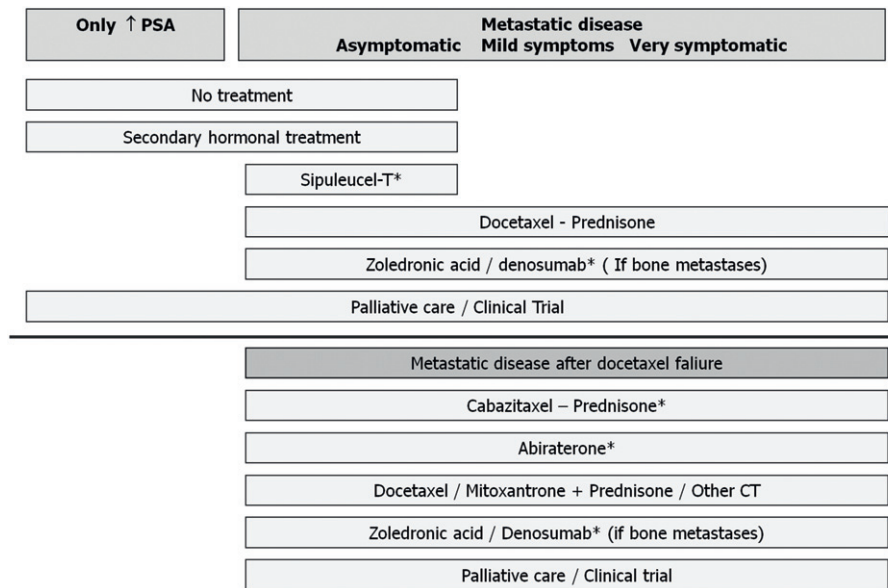 Only ↑ PSA
Metastatic disease
Asymptomatic Mild symptoms Very symptomatic
No treatment
Secondary hormonal treatment
Sipuleucel-T*
Docetaxel - Prednisone
Zoledronic acid / denosumab* ( If bone metastases)
Palliative care / Clinical Trial
Metastatic disease after docetaxel faliure
Cabazitaxel – Prednisone*
Abiraterone*
Docetaxel / Mitoxantrone + Prednisone / Other CT
Zoledronic acid / Denosumab* (if bone metastases)
Palliative care / Clinical trial